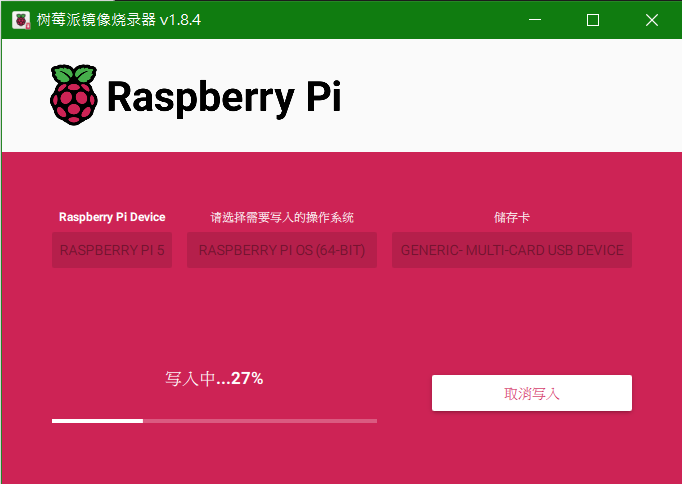 树莓派镜像烧录器 v1.8.4
Raspberry Pi
Raspberry Pi Device
请选择需要写入的操作系统
储存卡
RASPBERRY PI 5
RASPBERRY PI OS (64-BIT)
GENERIC- MULTI-CARD USB DEVICE
写入中...27%
取消写入